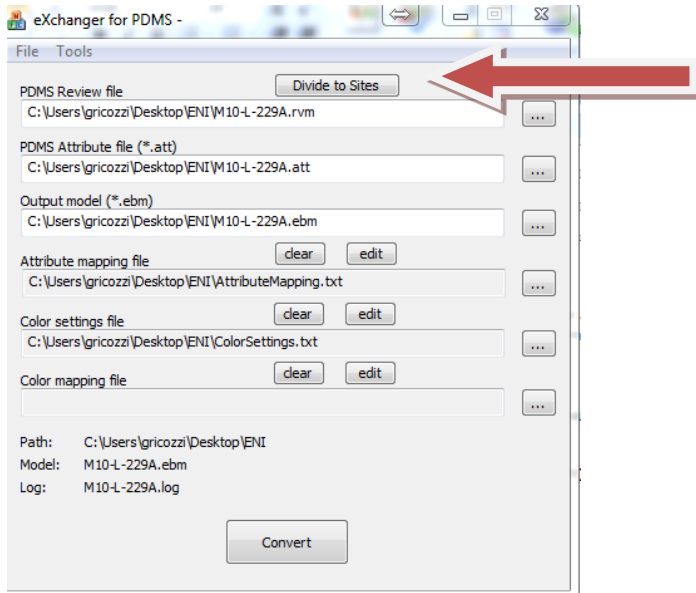 eXchanger for PDMS -
File Tools
Divide to Sites
PDMS Review file
C:\Users\gricozzi\Desktop\ENI\M10-L-229A.rvm
...
PDMS Attribute file (*.att)
C:\Users\gricozzi\Desktop\ENI\M10-L-229A.att
...
Output model (*.ebm)
C:\Users\gricozzi\Desktop\ENI\M10-L-229A.ebm
...
clear edit
Attribute mapping file
C:\Users\gricozzi\Desktop\ENI\AttributeMapping.txt
...
clear edit
Color settings file
C:\Users\gricozzi\Desktop\ENI\ColorSettings.txt
...
clear edit
Color mapping file
...
Path: C:\Users\gricozzi\Desktop\ENI
Model: M10-L-229A.ebm
Log: M10-L-229A.log
Convert